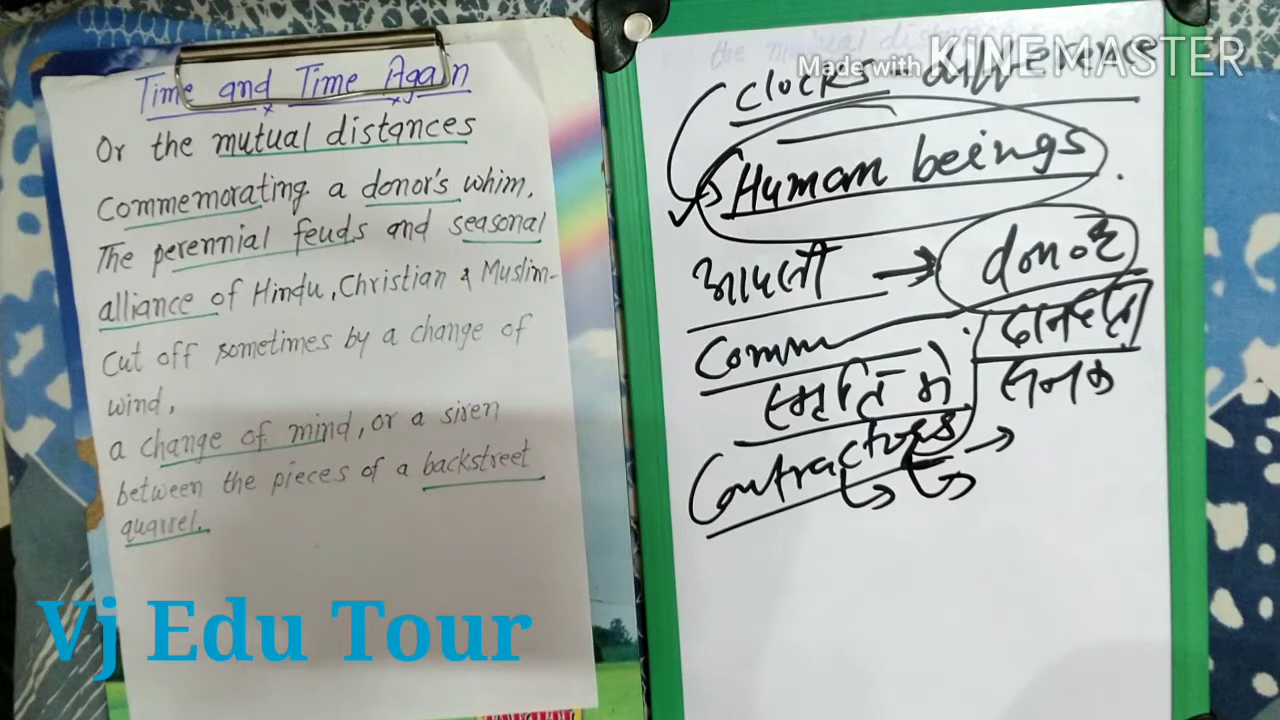 Time and Time Again
Or the mutual distances
Commemorating a donor's whim,
The perennial feuds and seasonal
alliance of Hindu, Christian & Muslim-
Cut off sometimes by a change of
wind,
a change of mind, or a siren
between the pieces of a backstreet
quarrel.
Vj Edu Tour
Made with KINEMASTER
clocks -
Human beings
आपसी → donor
Comm
दानदाता
स्मृति में
सनक
Contractors →